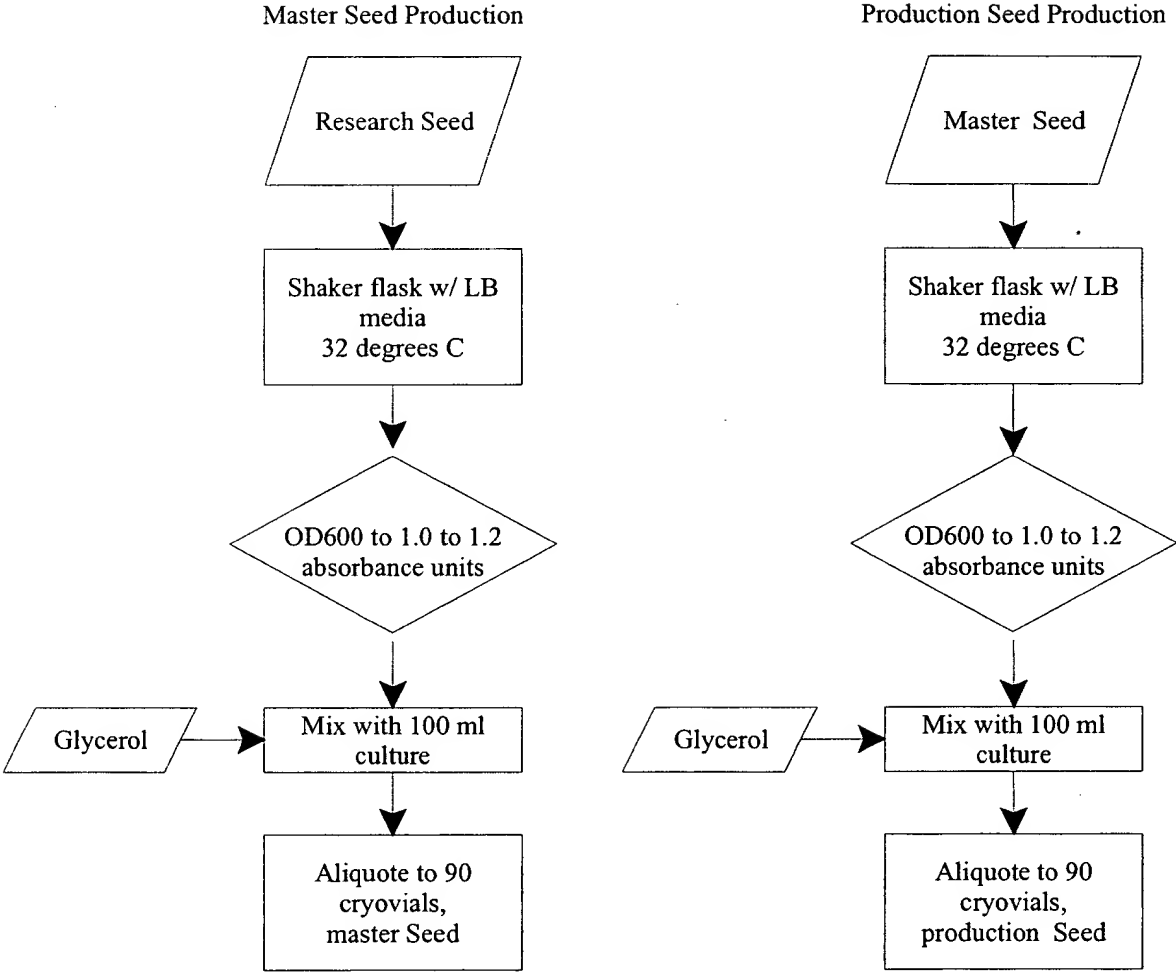 Master Seed Production
Research Seed
Shaker flask w/ LB
media
32 degrees C
OD600 to 1.0 to 1.2
absorbance units
Glycerol
Mix with 100 ml
culture
Aliquote to 90
cryovials,
master Seed
Production Seed Production
Master Seed
Shaker flask w/ LB
media
32 degrees C
OD600 to 1.0 to 1.2
absorbance units
Glycerol
Mix with 100 ml
culture
Aliquote to 90
cryovials,
production Seed